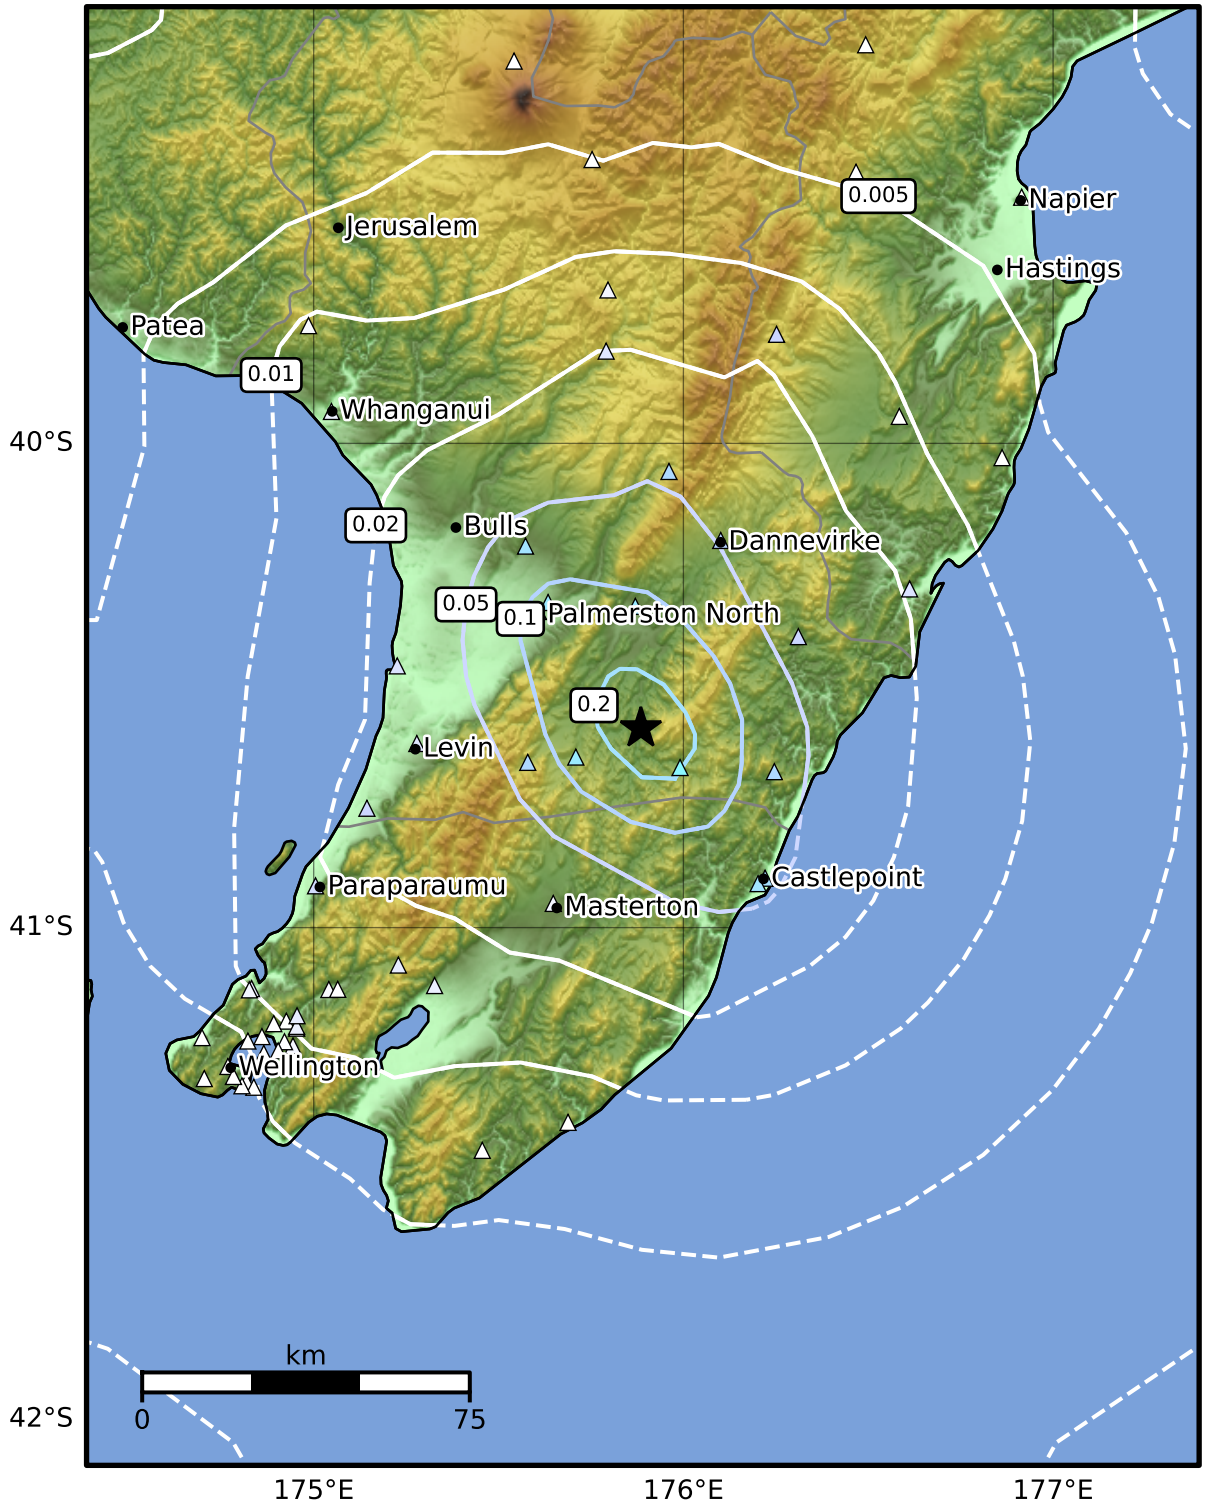 0.005
Napier
Jerusalem
Hastings
Patea
0.01
Whanganui
40°S
0.02
Bulls
Dannevirke
0.05
0.1
Palmerston North
0.2
Levin
Castlepoint
Paraparaumu
Masterton
41°S
Wellington
km
0
75
42°S
175°E
176°E
177°E